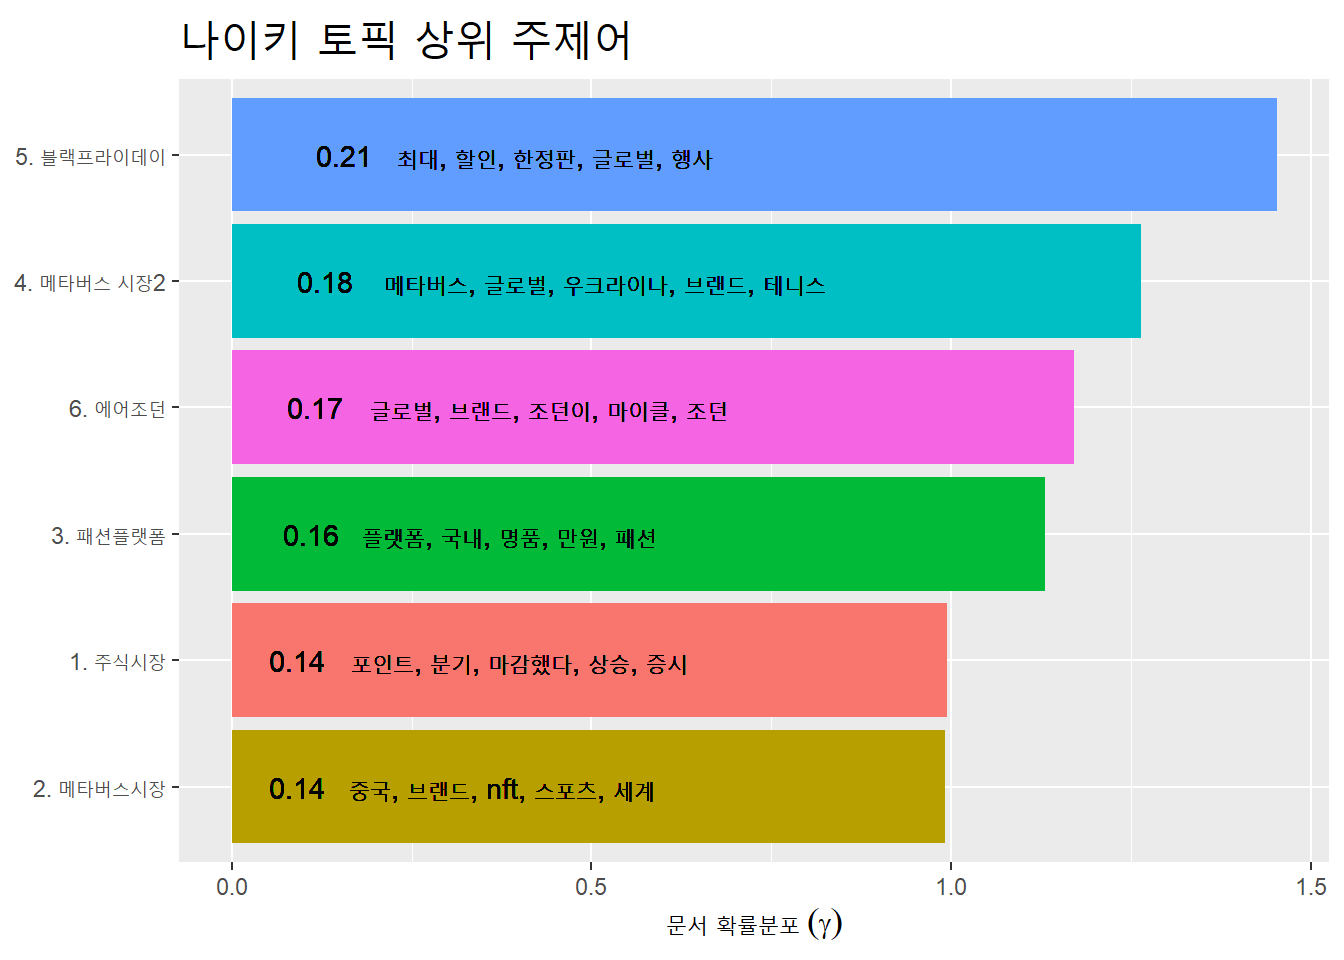 나이키 토픽 상위 주제어
5. 블랙프라이데이
0.21 최대, 할인, 한정판, 글로벌, 행사
4. 메타버스 시장2
0.18 메타버스, 글로벌, 우크라이나, 브랜드, 테니스
6. 에어조던
0.17 글로벌, 브랜드, 조던이, 마이클, 조던
3. 패션플랫폼
0.16 플랫폼, 국내, 명품, 만원, 패션
1. 주식시장
0.14 포인트, 분기, 마감했다, 상승, 증시
2. 메타버스시장
0.14 중국, 브랜드, nft, 스포츠, 세계
0.0 0.5 1.0 1.5
문서 확률분포 (γ)